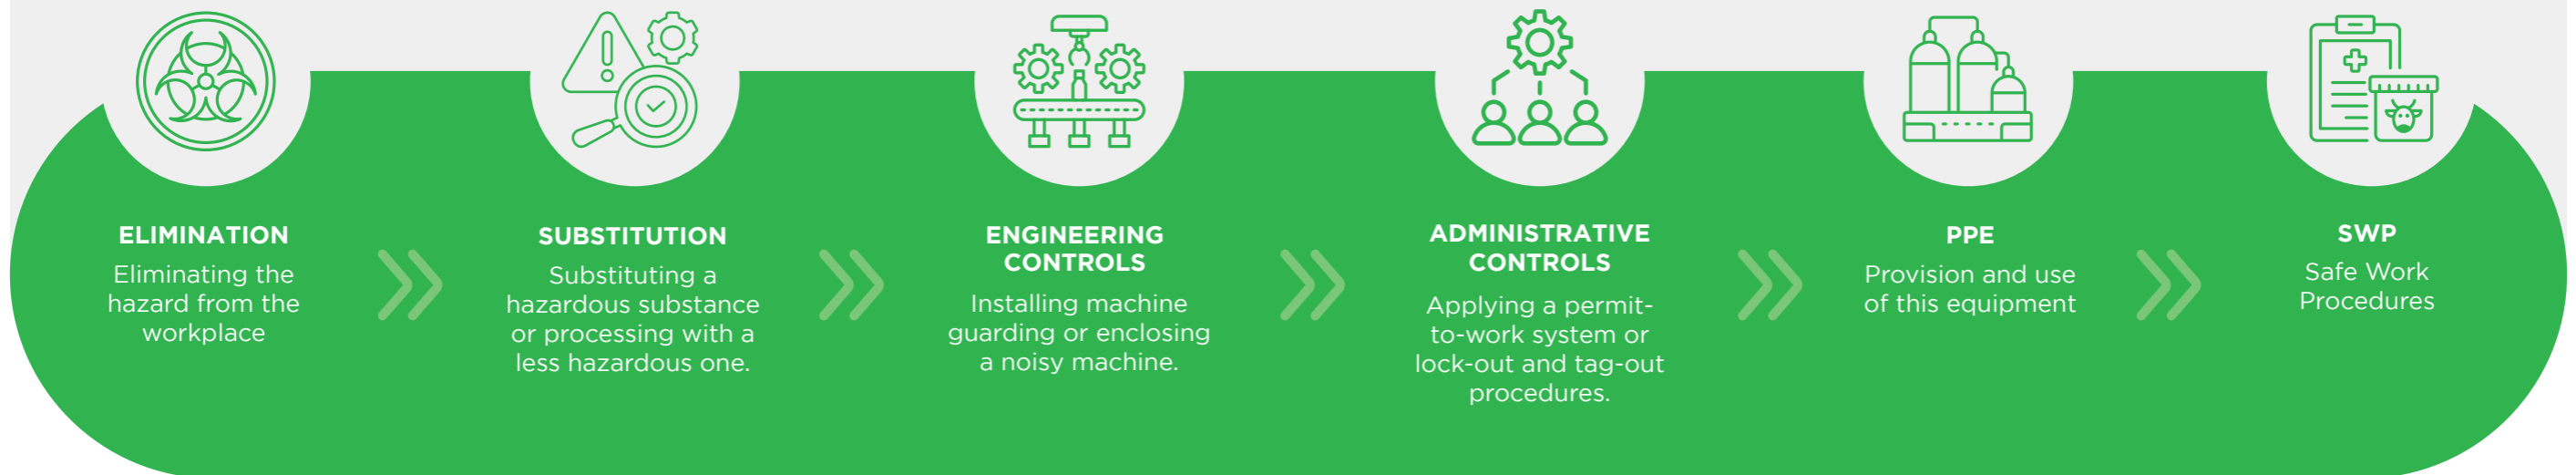 ELIMINATION
Eliminating the
hazard from the
workplace
SUBSTITUTION
Substituting a
hazardous substance
or processing with a
less hazardous one.
ENGINEERING
CONTROLS
Installing machine
guarding or enclosing
a noisy machine.
ADMINISTRATIVE
CONTROLS
Applying a permit-
to-work system or
lock-out and tag-out
procedures.
PPE
Provision and use
of this equipment
SWP
Safe Work
Procedures